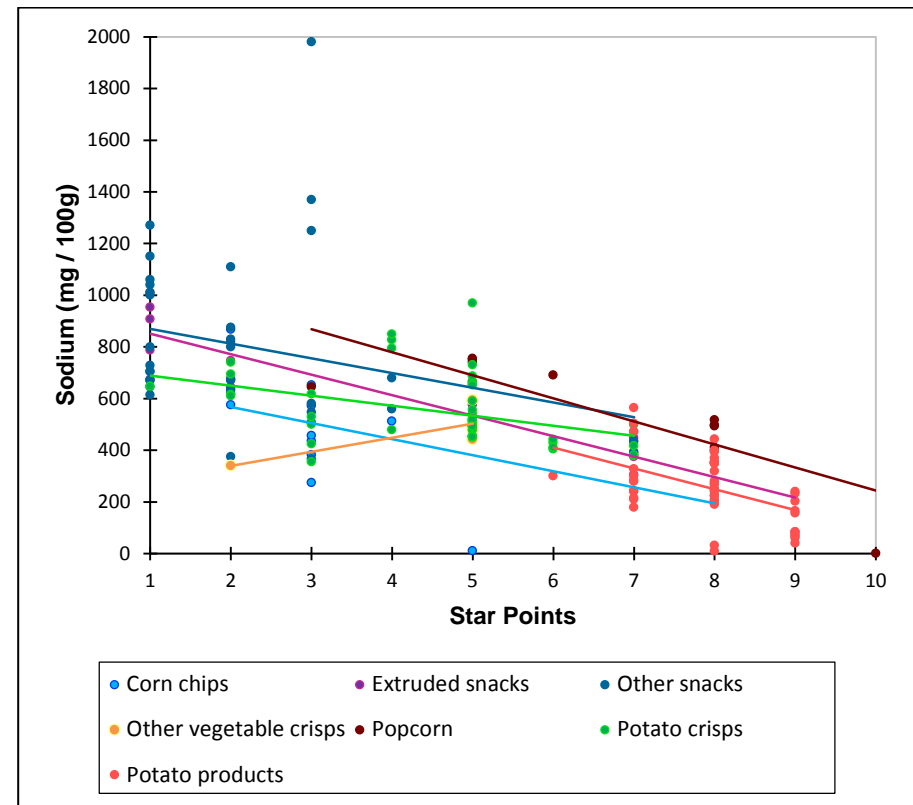 2000
1800
1600
1400
1200
1000
800
600
400
200
0
Sodium (mg / 100g)
1 2 3 4 5 6 7 8 9 10
Star Points
Corn chips Extruded snacks Other snacks
Other vegetable crisps Popcorn Potato crisps
Potato products